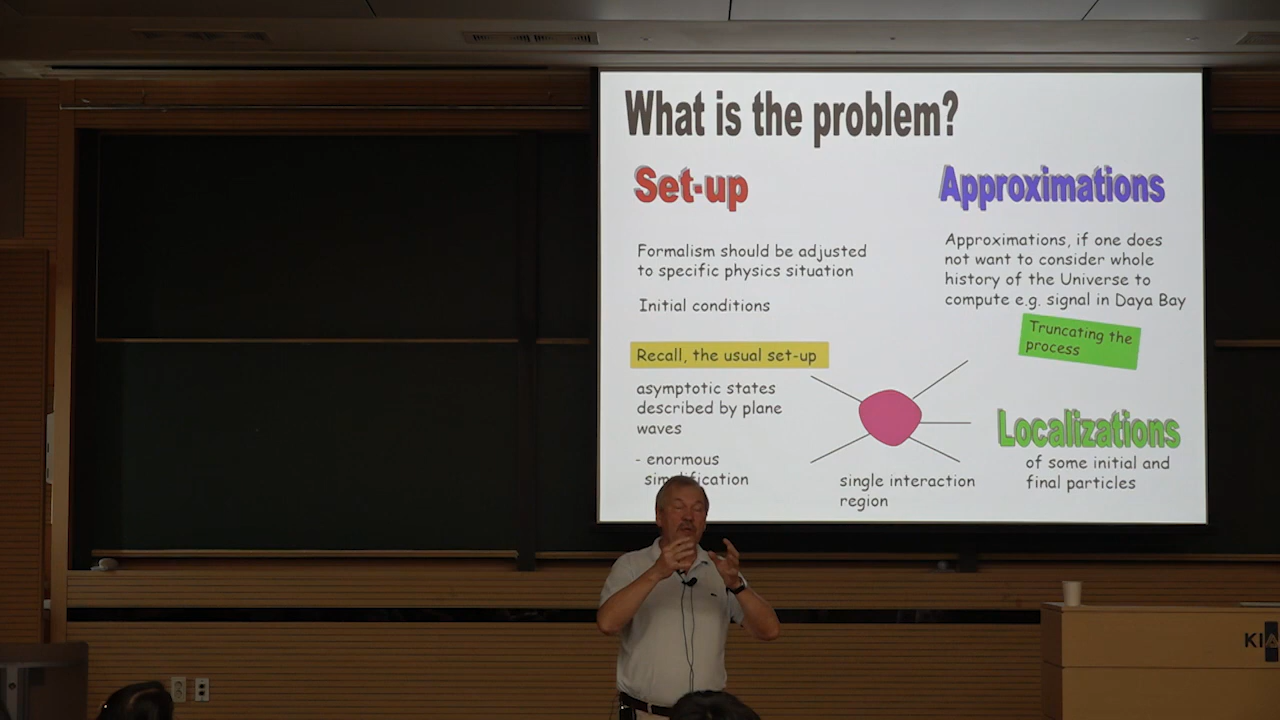 What is the problem?
Set-up
Formalism should be adjusted
to specific physics situation
Initial conditions
Recall, the usual set-up
asymptotic states
described by plane
waves
- enormous
simplification
single interaction
region
Approximations
Approximations, if one does
not want to consider whole
history of the Universe to
compute e.g. signal in Daya Bay
Truncating the
process
Localizations
of some initial and
final particles
KIA